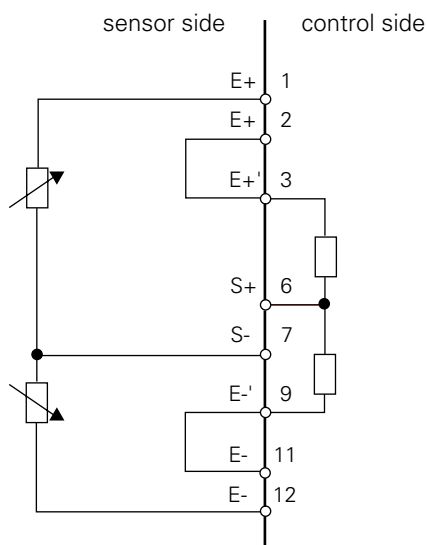 sensor side control side
E+ 1
E+ 2
E+' 3
S+ 6
S- 7
E-' 9
E- 11
E- 12